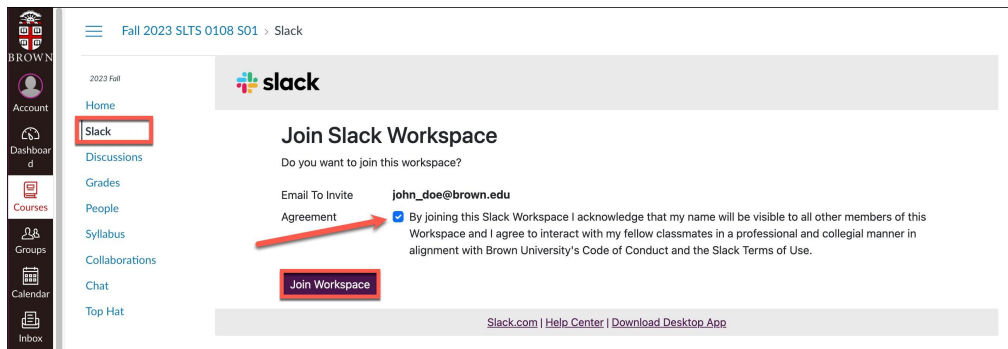 BROWN
Account
Dashboar
d
Courses
Groups
Calendar
Inbox
Fall 2023 SLTS 0108 S01 > Slack
2023 Fall
Home
Slack
Discussions
Grades
People
Syllabus
Collaborations
Chat
Top Hat
slack
Join Slack Workspace
Do you want to join this workspace?
Email To Invite john_doe@brown.edu
Agreement By joining this Slack Workspace I acknowledge that my name will be visible to all other members of this
Workspace and I agree to interact with my fellow classmates in a professional and collegial manner in
alignment with Brown University's Code of Conduct and the Slack Terms of Use.
Join Workspace
Slack.com | Help Center | Download Desktop App